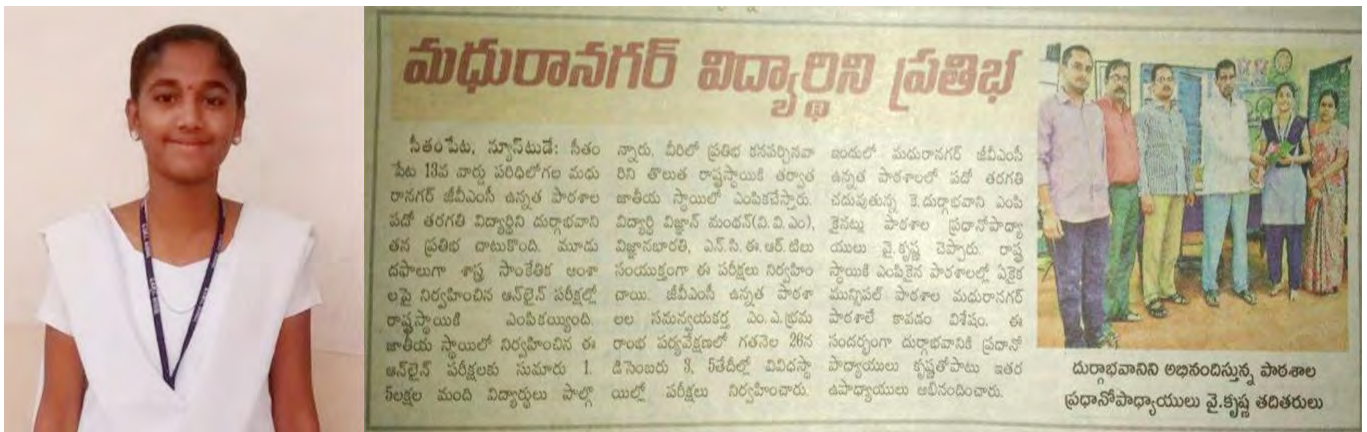 మధురానగర్ విద్యార్థిని ప్రతిభ
సీతంపేట, న్యూస్‌టుడే: సీతం
పేట 13వ వార్డు పరిధిలోగల మధు
రానగర్ జీవీఎంసీ ఉన్నత పాఠశాల
పదో తరగతి విద్యార్థిని దుర్గాభవాని
తన ప్రతిభ చాటుకొంది. మూడు
దఫాలుగా శాస్త్ర సాంకేతిక అంశా
లపై నిర్వహించిన ఆన్‌లైన్ పరీక్షల్లో
రాష్ట్రస్థాయికి ఎంపికయ్యింది.
జాతీయ స్థాయిలో నిర్వహించిన ఈ
ఆన్‌లైన్ పరీక్షలకు సుమారు 1.
5లక్షల మంది విద్యార్థులు పాల్గొ
న్నారు. వీరిలో ప్రతిభ కనపర్చినవా
రిని తొలుత రాష్ట్రస్థాయికి తర్వాత
జాతీయ స్థాయిలో ఎంపికచేస్తారు.
విద్యార్థి విజ్ఞాన్ మంథన్(వి.వి.ఎం),
విజ్ఞానభారతి, ఎన్.సి.ఈ.ఆర్.టిలు
సంయుక్తంగా ఈ పరీక్షలు నిర్వహిం
చాయి. జీవీఎంసీ ఉన్నత పాఠశా
లల సమన్వయకర్త ఎం.ఎ.భ్రమ
రాంభ పర్యవేక్షణలో గతనెల 26న
డిసెంబరు 3, 5తేదీల్లో వివిధస్థా
యిల్లో పరీక్షలు నిర్వహించారు.
ఇందులో మధురానగర్ జీవీఎంసీ
ఉన్నత పాఠశాలలో పదో తరగతి
చదువుతున్న కె.దుర్గాభవాని ఎంపి
కైనట్లు పాఠశాల ప్రధానోపాధ్యా
యులు వై.కృష్ణ చెప్పారు. రాష్ట్ర
స్థాయికి ఎంపికైన పాఠశాలల్లో ఏకైక
మున్సిపల్ పాఠశాల మధురానగర్
పాఠశాలే కావడం విశేషం. ఈ
సందర్భంగా దుర్గాభవానికి ప్రధానో
పాధ్యాయులు కృష్ణతోపాటు ఇతర
ఉపాధ్యాయులు అభినందించారు.
దుర్గాభవానిని అభినందిస్తున్న పాఠశాల
ప్రధానోపాధ్యాయులు వై.కృష్ణ తదితరులు